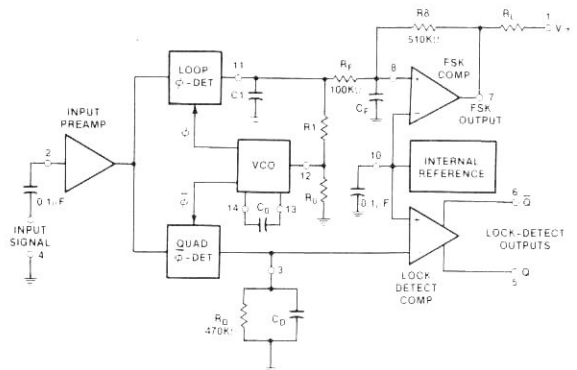 RB
510KΩ
RL
1
V+
LOOP
ϕ-DET
11
C1
RF
100KΩ
8
CF
FSK
COMP
+
−
7
FSK
OUTPUT
INPUT
PREAMP
2
0.1µF
INPUT
SIGNAL
4
ϕ
R1
VCO
12
R0
14
C0
13
10
0.1µF
INTERNAL
REFERENCE
ϕ
QUAD
ϕ-DET
3
RD
470KΩ
CD
+
−
LOCK
DETECT
COMP
6
Q
LOCK-DETECT
OUTPUTS
Q
5